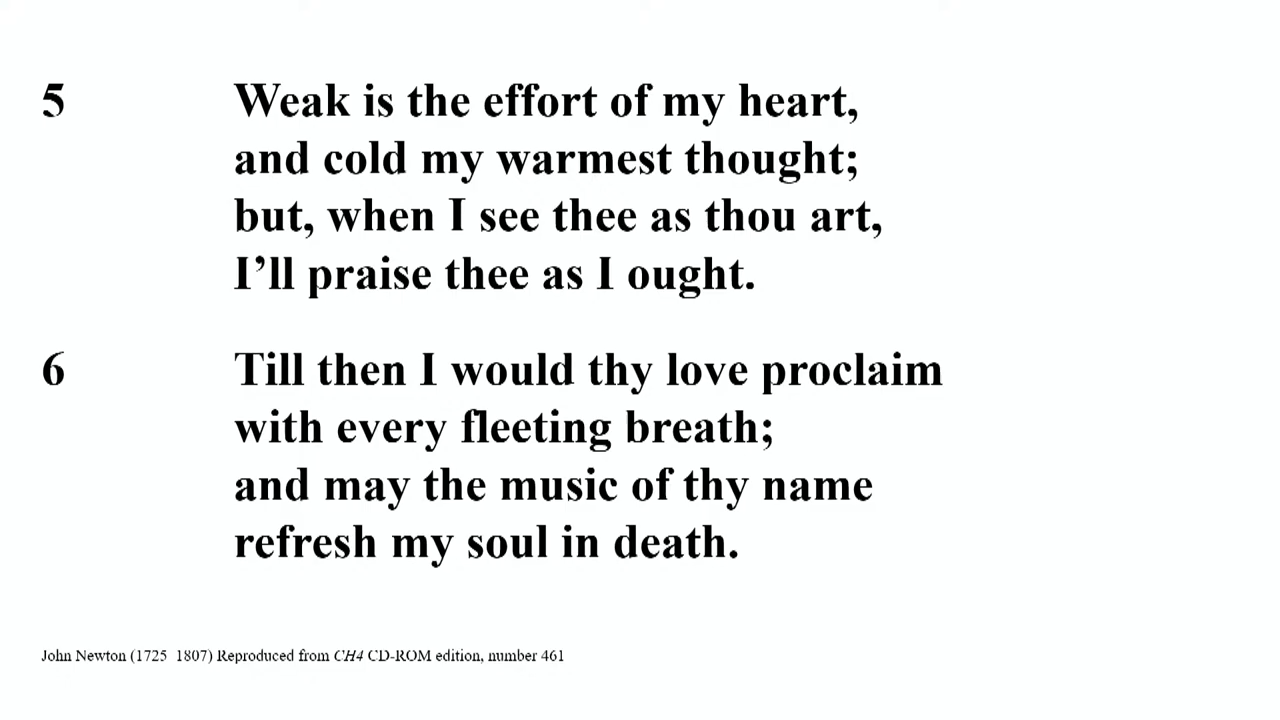 5 Weak is the effort of my heart,
and cold my warmest thought;
but, when I see thee as thou art,
I’ll praise thee as I ought.
6 Till then I would thy love proclaim
with every fleeting breath;
and may the music of thy name
refresh my soul in death.
John Newton (1725 1807) Reproduced from CH4 CD-ROM edition, number 461